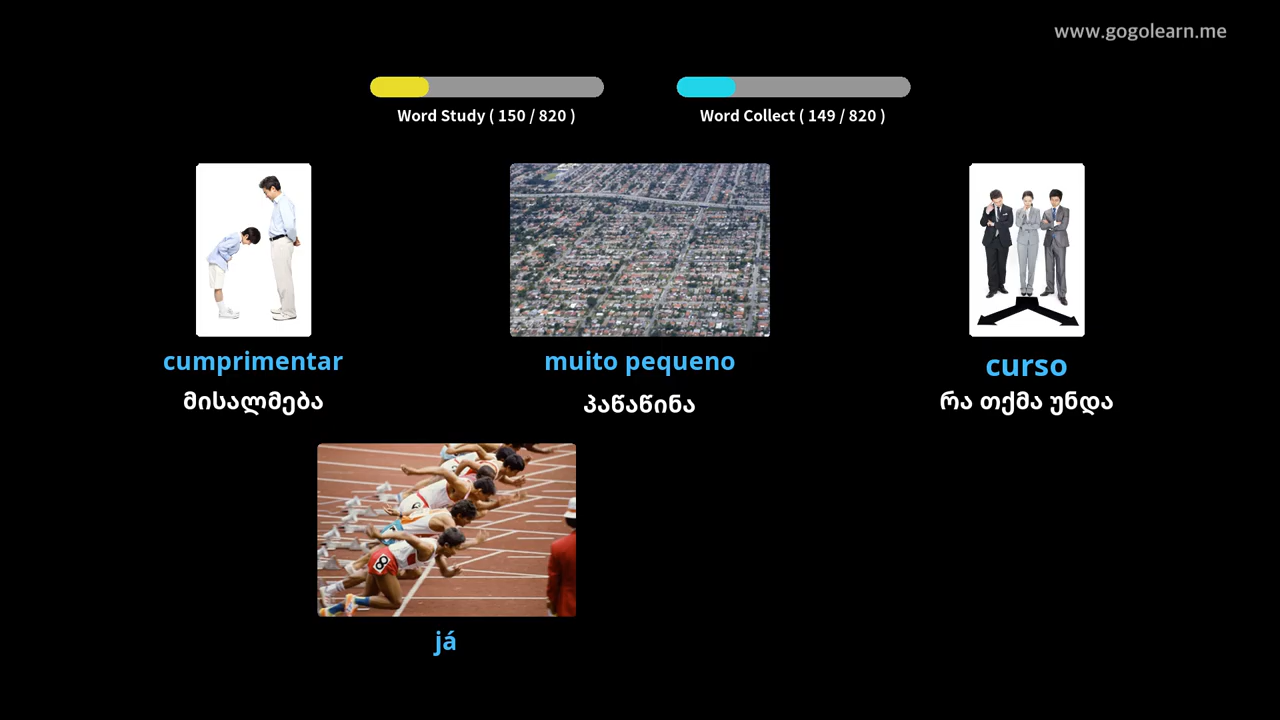 www.gogolearn.me
Word Study ( 150 / 820 )
Word Collect ( 149 / 820 )
cumprimentar
მისალმება
muito pequeno
პაწაწინა
curso
რა თქმა უნდა
8
já